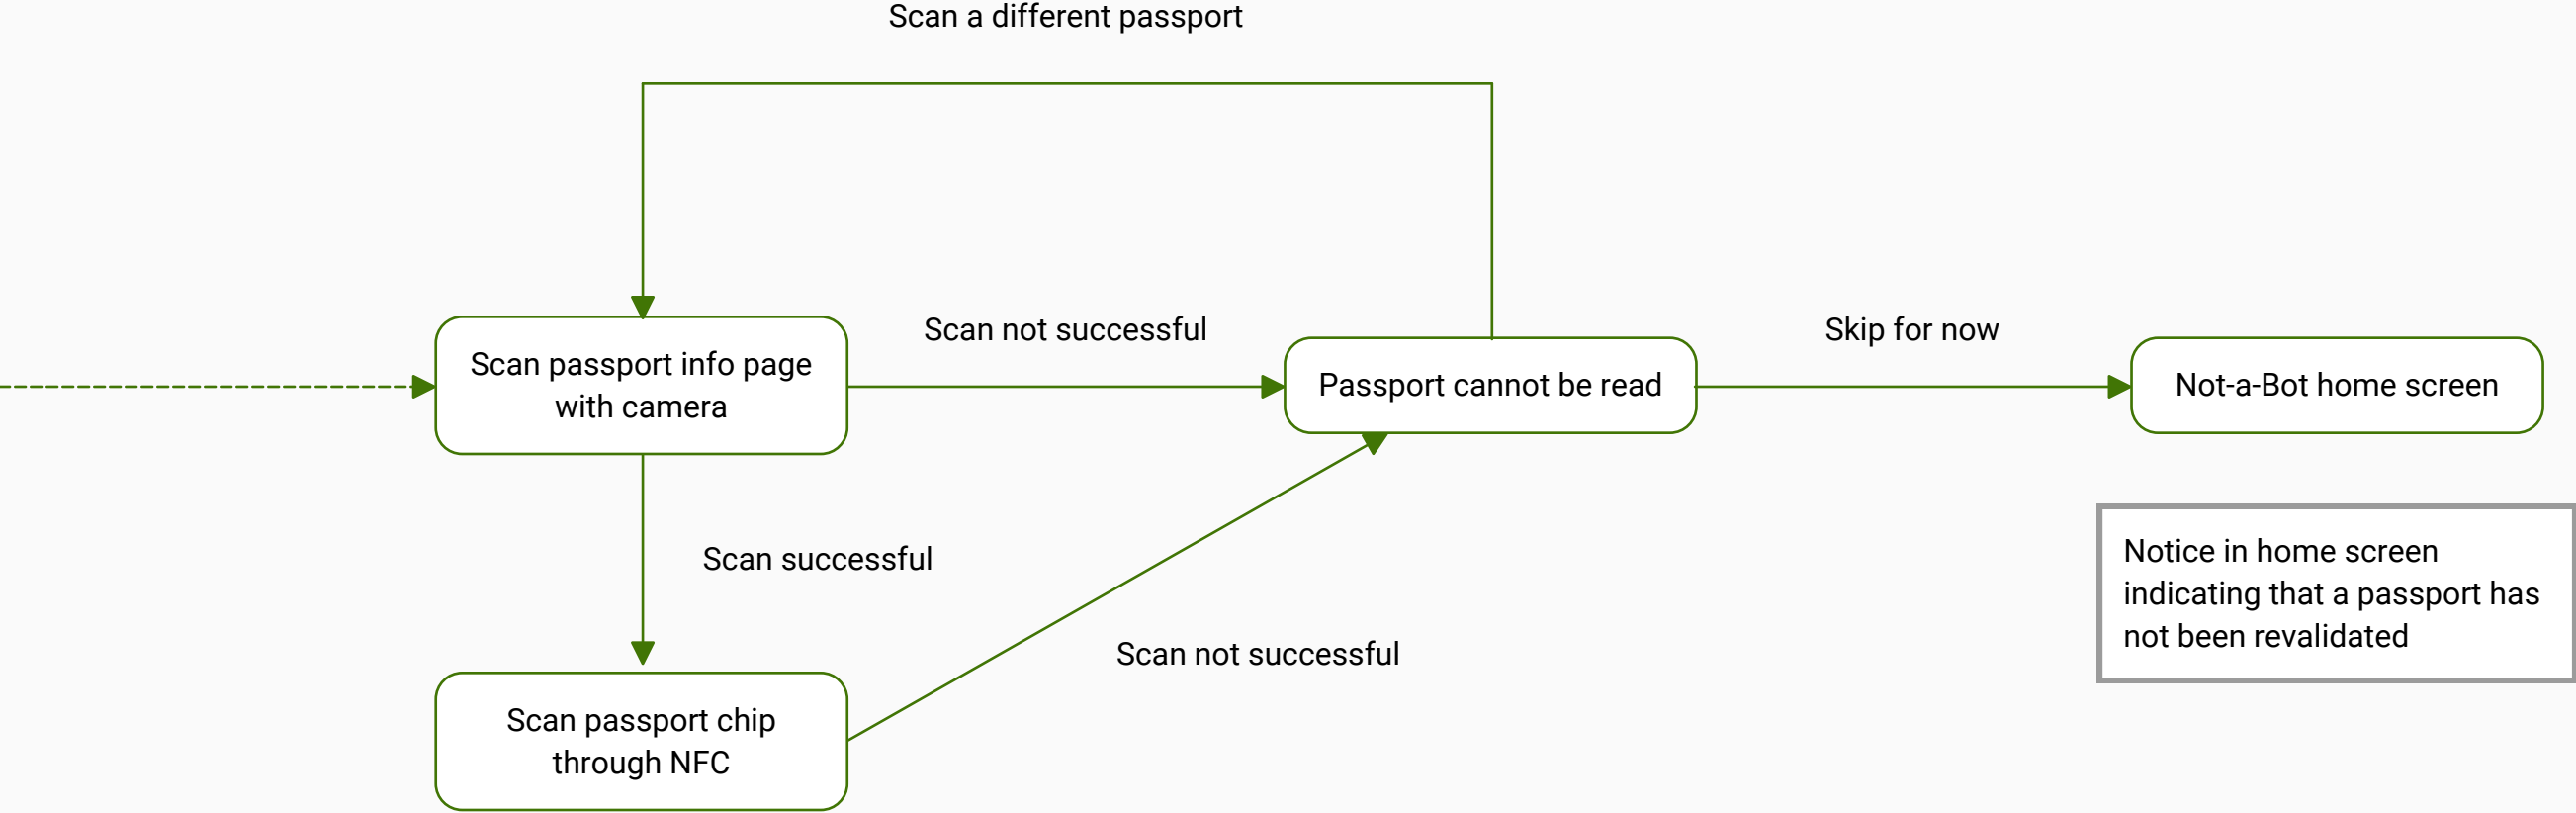 Scan a different passport
Scan passport info page
with camera
Scan not successful
Passport cannot be read
Skip for now
Not-a-Bot home screen
Scan successful
Notice in home screen
indicating that a passport has
not been revalidated
Scan not successful
Scan passport chip
through NFC